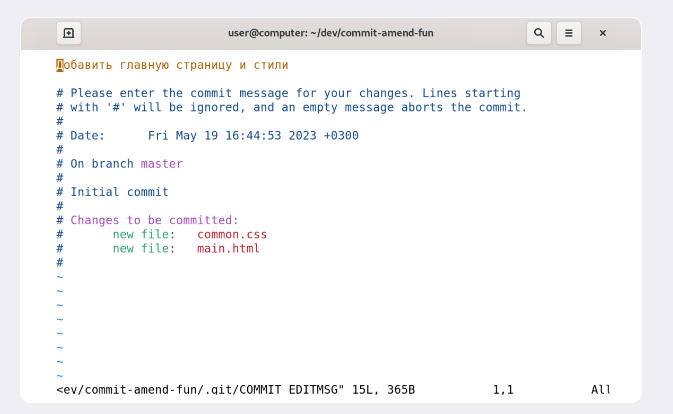 user@computer: ~/dev/commit-amend-fun
Добавить главную страницу и стили
# Please enter the commit message for your changes. Lines starting
# with '#' will be ignored, and an empty message aborts the commit.
#
# Date:      Fri May 19 16:44:53 2023 +0300
#
# On branch master
#
# Initial commit
#
# Changes to be committed:
#       new file:   common.css
#       new file:   main.html
#
~
~
~
~
~
~
~
~
<ev/commit-amend-fun/.git/COMMIT_EDITMSG" 15L, 365B           1,1           All